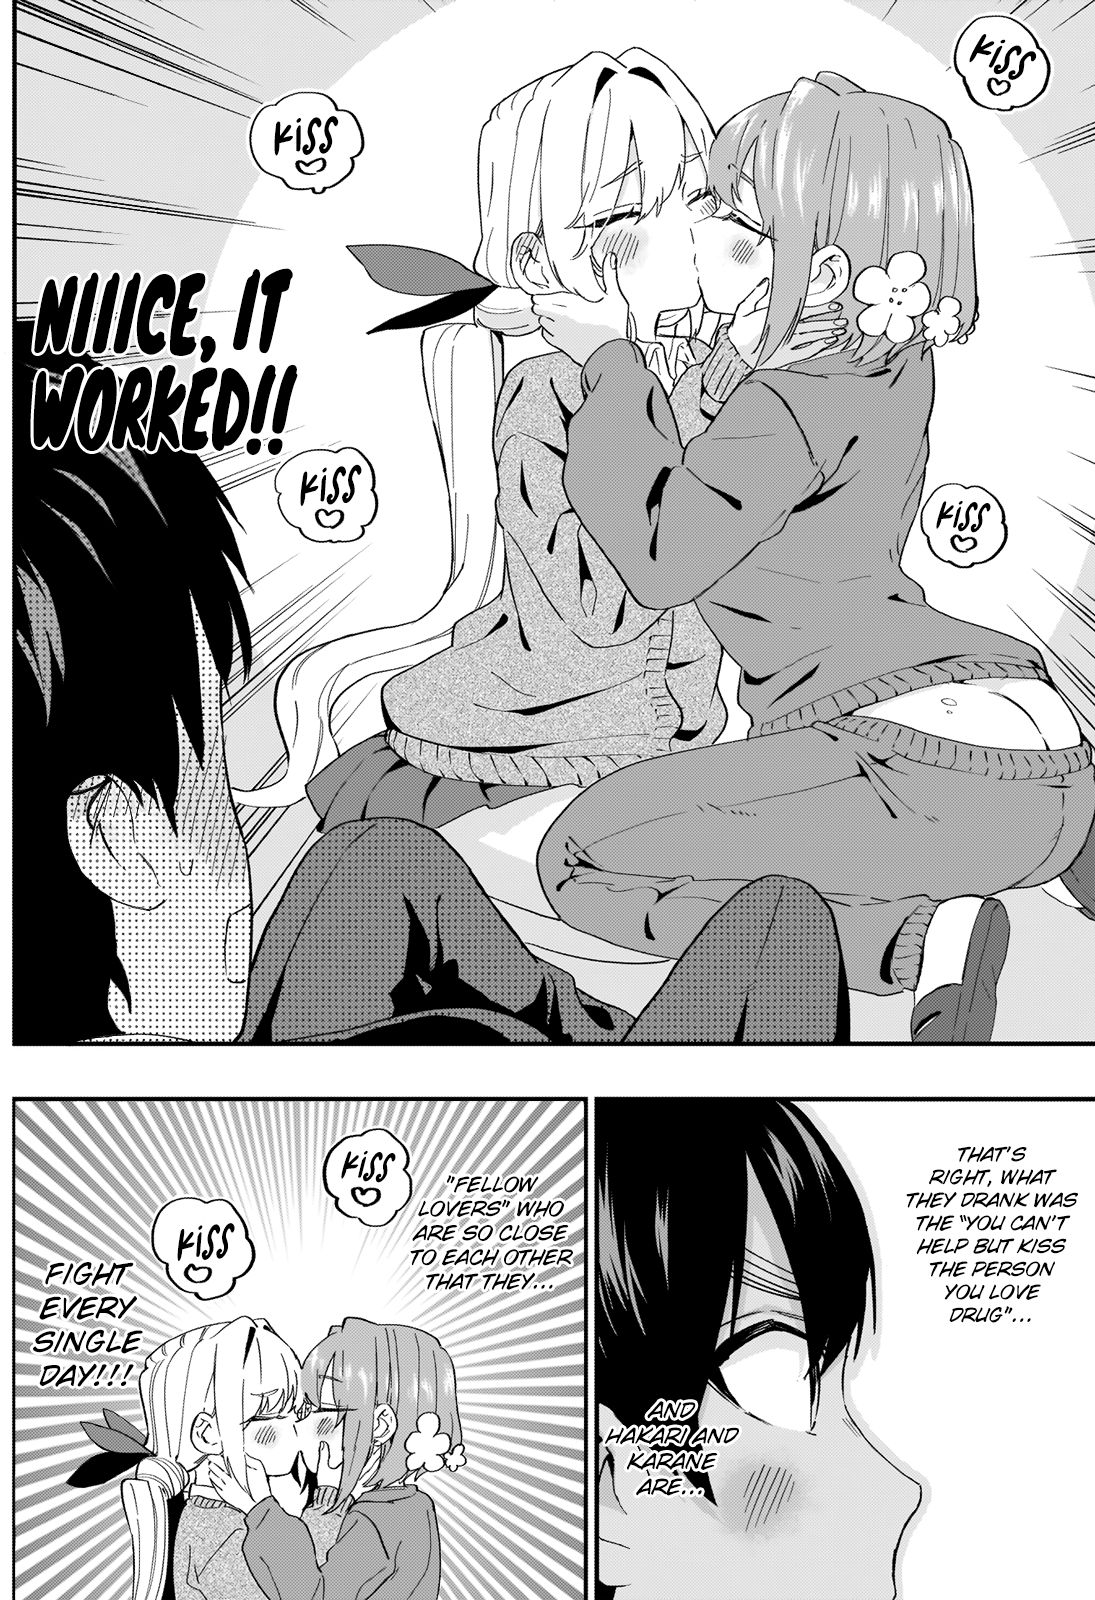 KiSS
KiSS
NIIICE, IT
WORKED!!
KiSS
KiSS
THAT'S
RIGHT, WHAT
THEY DRANK WAS
THE "YOU CAN'T
HELP BUT KISS
THE PERSON
YOU LOVE
DRUG"...
AND
HAKARI AND
KARANE
ARE...
KiSS
"FELLOW
LOVERS" WHO
ARE SO CLOSE
TO EACH OTHER
THAT THEY...
KiSS
FIGHT
EVERY
SINGLE
DAY!!!